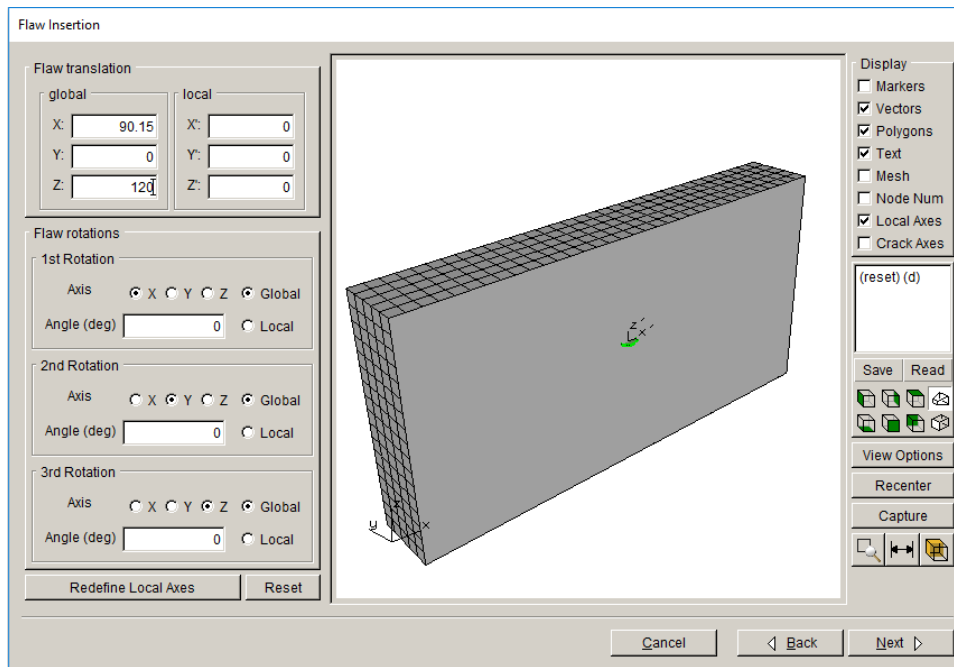 Flaw Insertion
Flaw translation
global
local
X: 90.15
X': 0
Y: 0
Y': 0
Z: 120
Z': 0
Flaw rotations
1st Rotation
Axis X Y Z Global
Angle (deg) 0 Local
2nd Rotation
Axis X Y Z Global
Angle (deg) 0 Local
3rd Rotation
Axis X Y Z Global
Angle (deg) 0 Local
Redefine Local Axes
Reset
z'
x'
z
y
x
Display
Markers
Vectors
Polygons
Text
Mesh
Node Num
Local Axes
Crack Axes
(reset) (d)
Save
Read
View Options
Recenter
Capture
Cancel
Back
Next